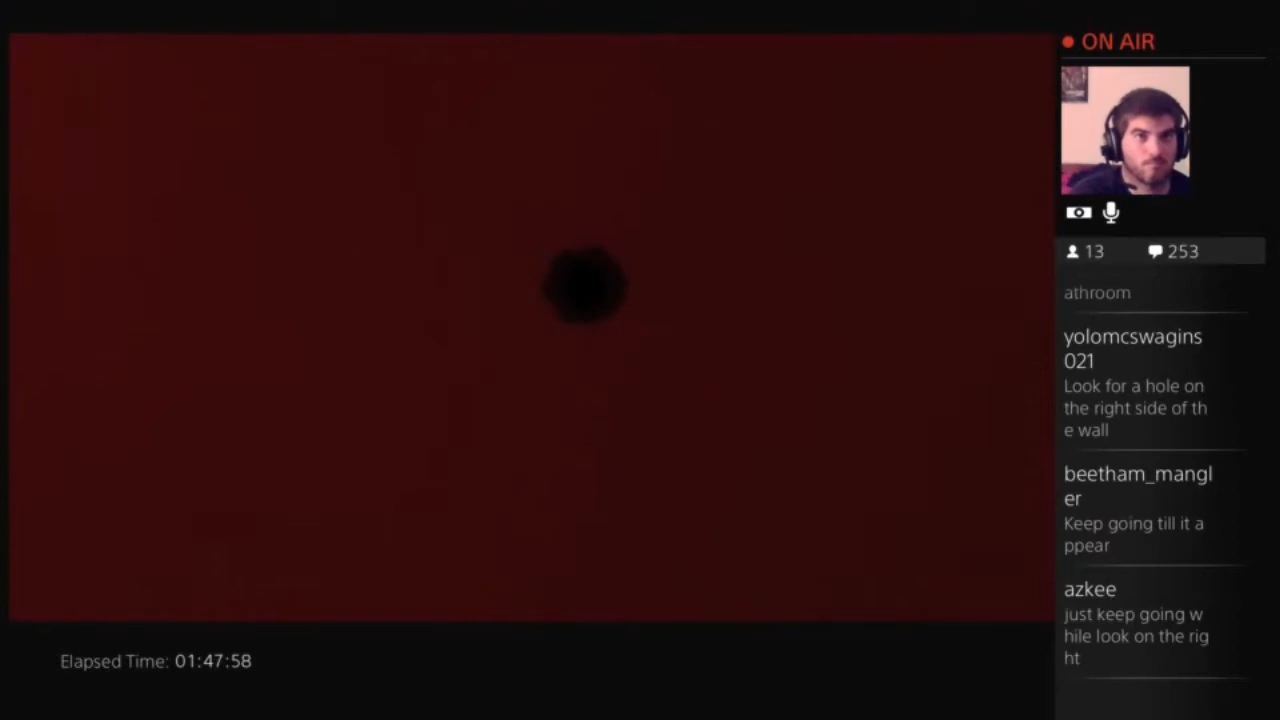 ON AIR
13 253
athroom
yolomcswagins
021
Look for a hole on
the right side of th
e wall
beetham_mangl
er
Keep going till it a
ppear
azkee
just keep going w
hile look on the rig
ht
Elapsed Time: 01:47:58